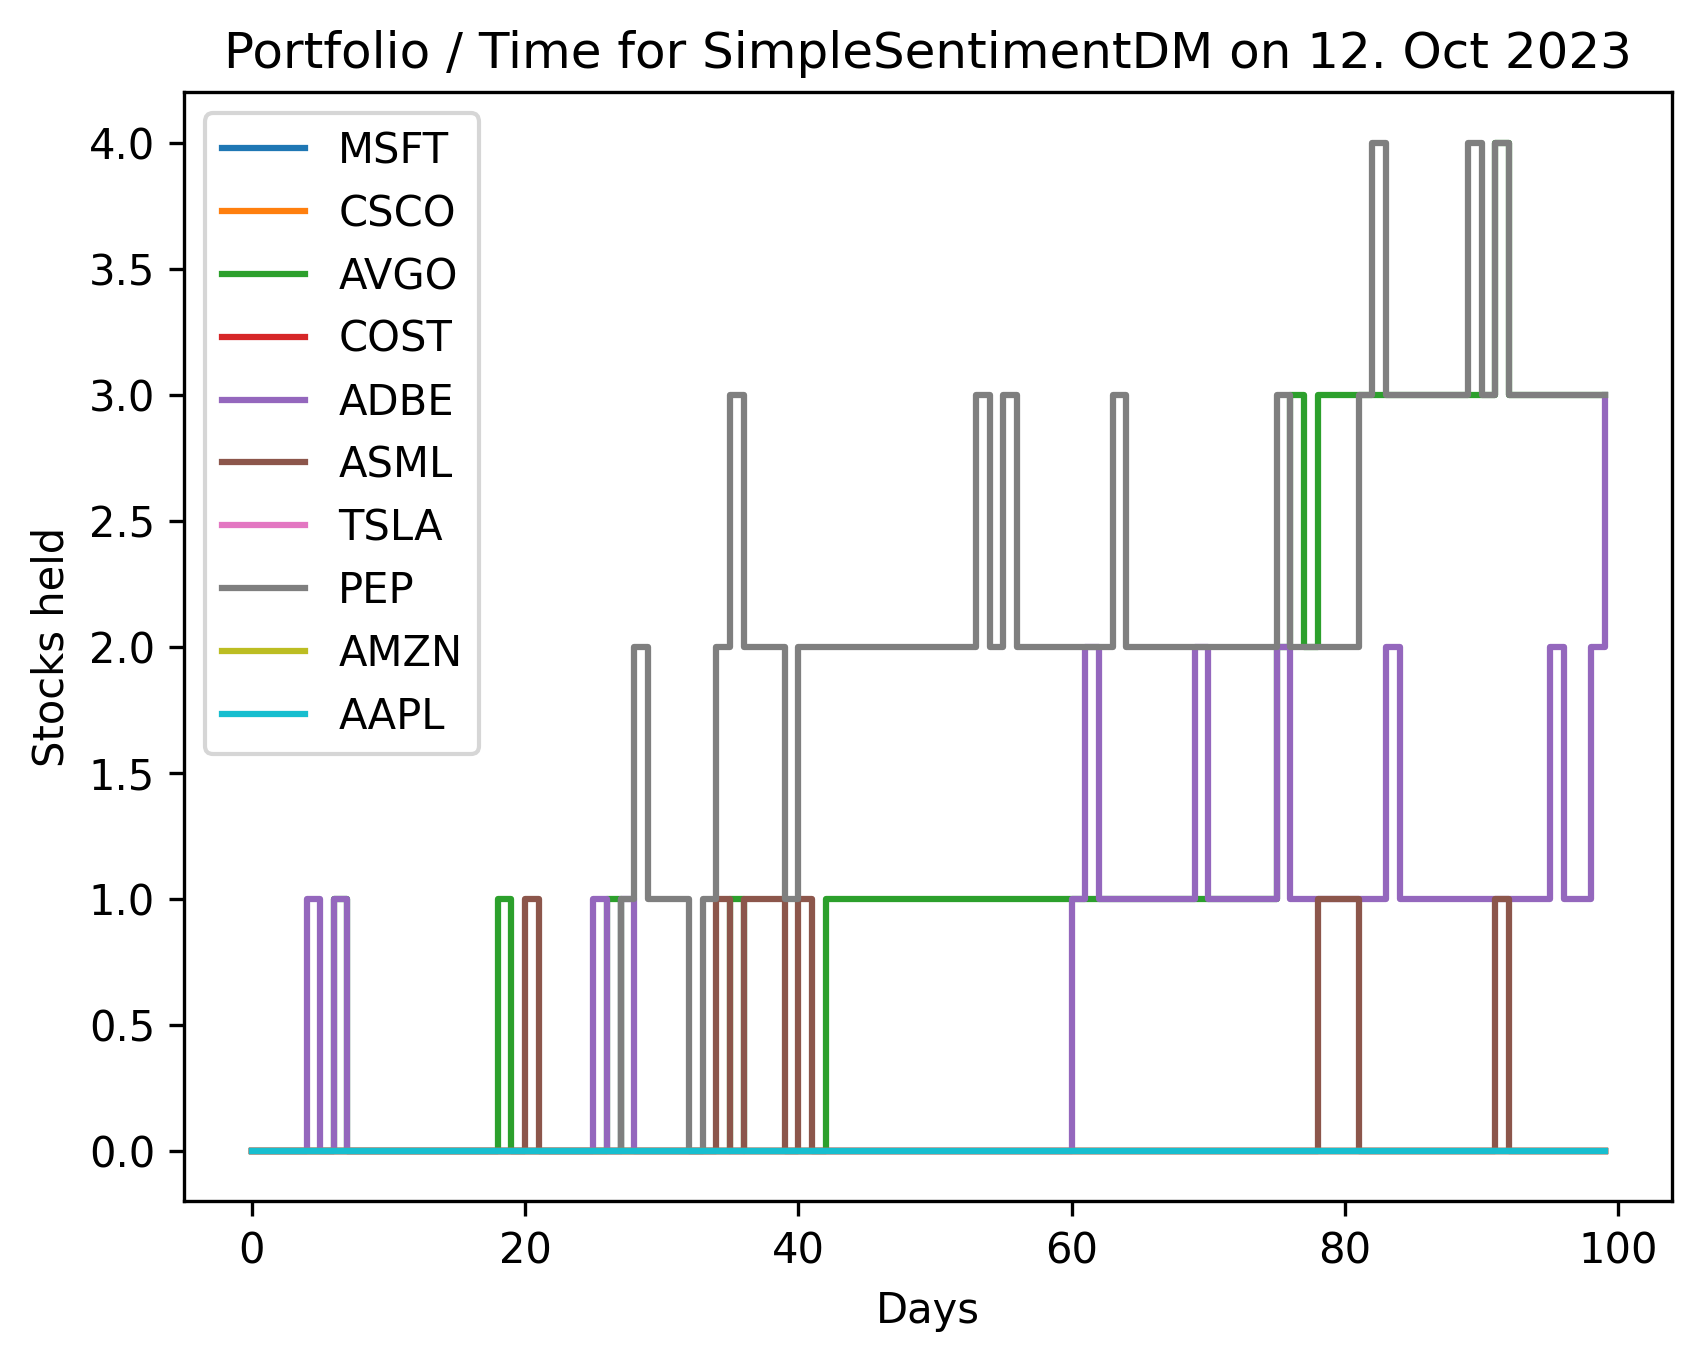 Portfolio / Time for SimpleSentimentDM on 12. Oct 2023
4.0
3.5
3.0
2.5
2.0
1.5
1.0
0.5
0.0
Stocks held
MSFT
CSCO
AVGO
COST
ADBE
ASML
TSLA
PEP
AMZN
AAPL
0 20 40 60 80 100
Days